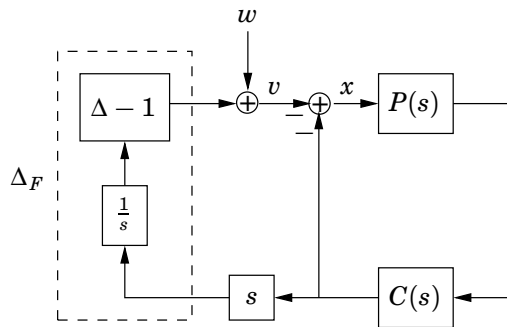 w
v
x
Δ − 1
+
+
−
−
P(s)
Δ_F
1/s
s
C(s)